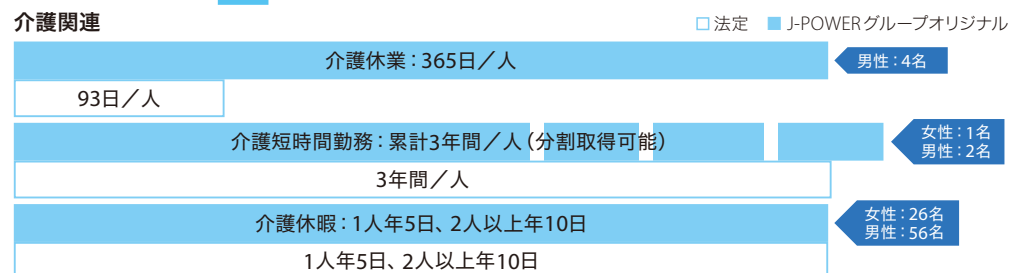 介護関連
□法定 ■J-POWERグループオリジナル
介護休業：365日／人
男性：4名
93日／人
介護短時間勤務：累計3年間／人（分割取得可能）
女性：1名
男性：2名
3年間／人
介護休暇：1人年5日、2人以上年10日
女性：26名
男性：56名
1人年5日、2人以上年10日